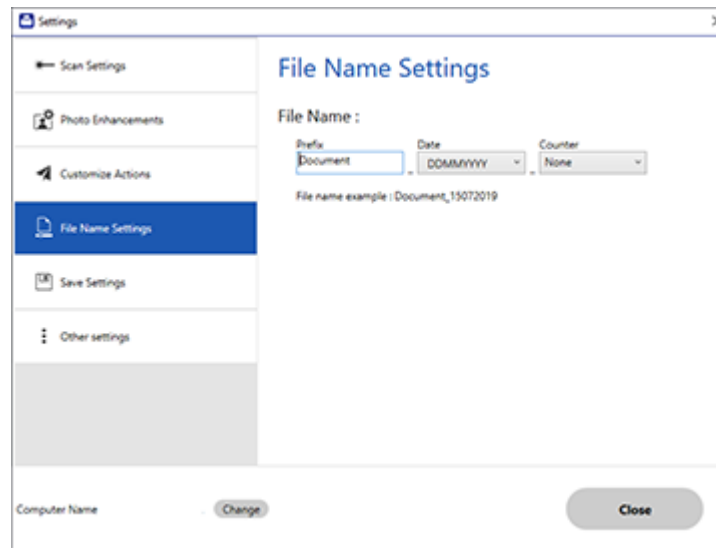 Settings
Scan Settings
Photo Enhancements
Customize Actions
File Name Settings
Save Settings
Other settings
File Name Settings
File Name :
Prefix Date Counter
Document _ DDMMYYYY _ None
File name example : Document_15072019
Computer Name Change
Close